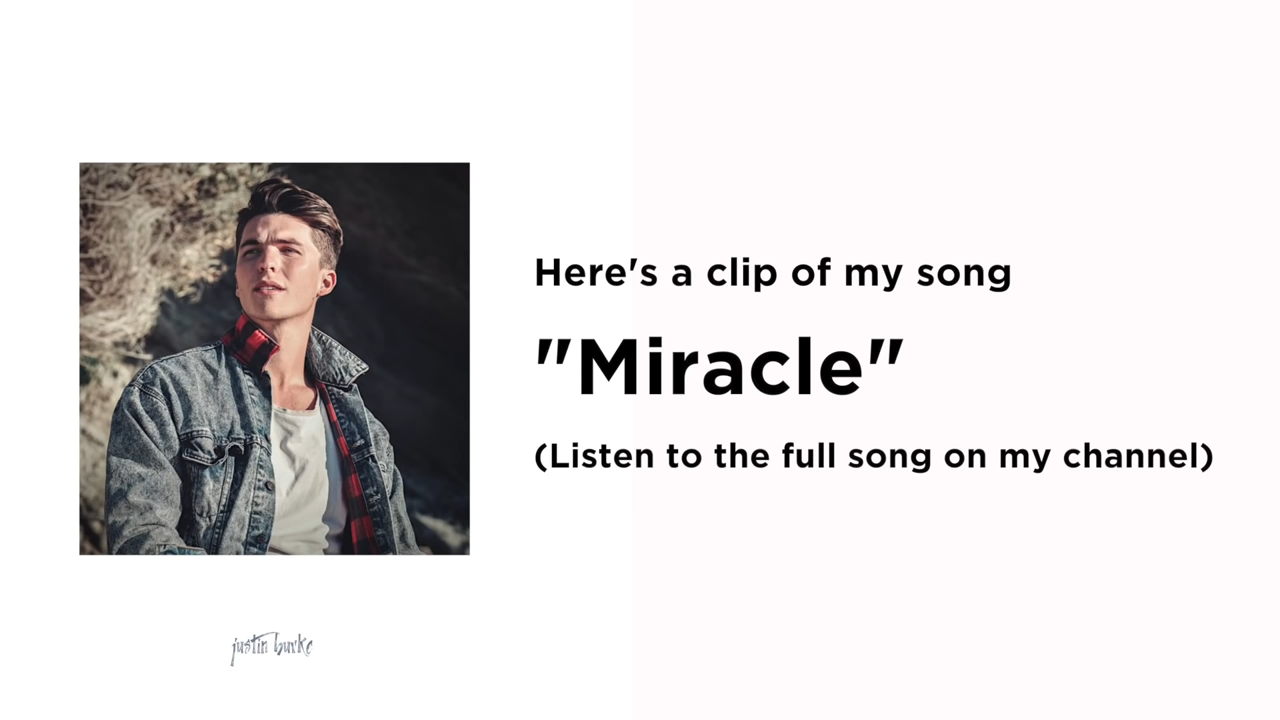 Here's a clip of my song
"Miracle"
(Listen to the full song on my channel)
justin burke